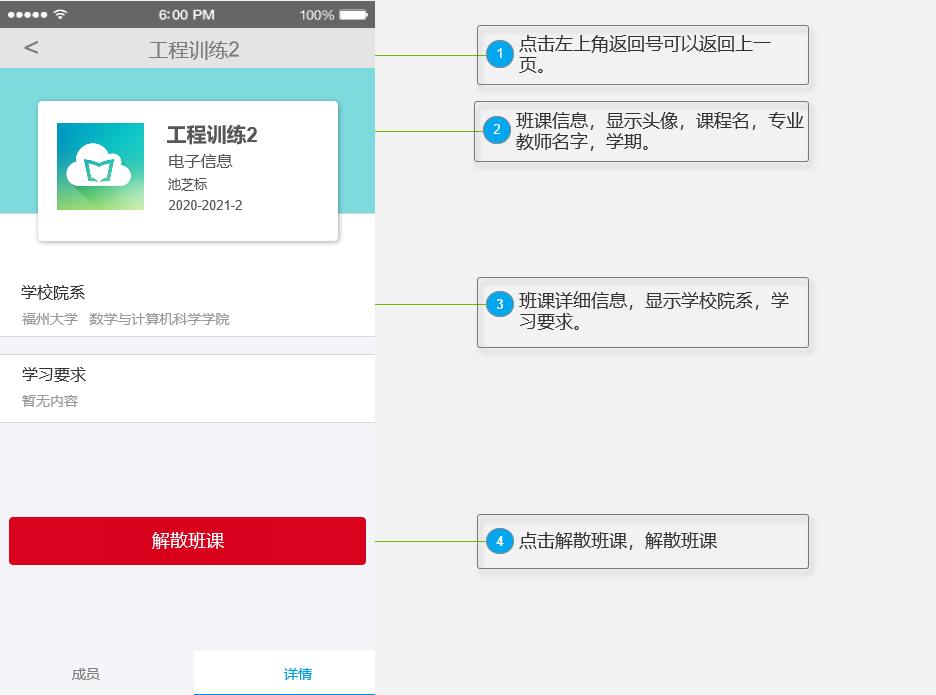 6:00 PM
100%
<
工程训练2
工程训练2
电子信息
池芝标
2020-2021-2
学校院系
福州大学 数学与计算机科学学院
学习要求
暂无内容
解散班课
成员
详情
1
点击左上角返回号可以返回上一
页。
2
班课信息，显示头像，课程名，专业
教师名字，学期。
3
班课详细信息，显示学校院系，学
习要求。
4
点击解散班课，解散班课